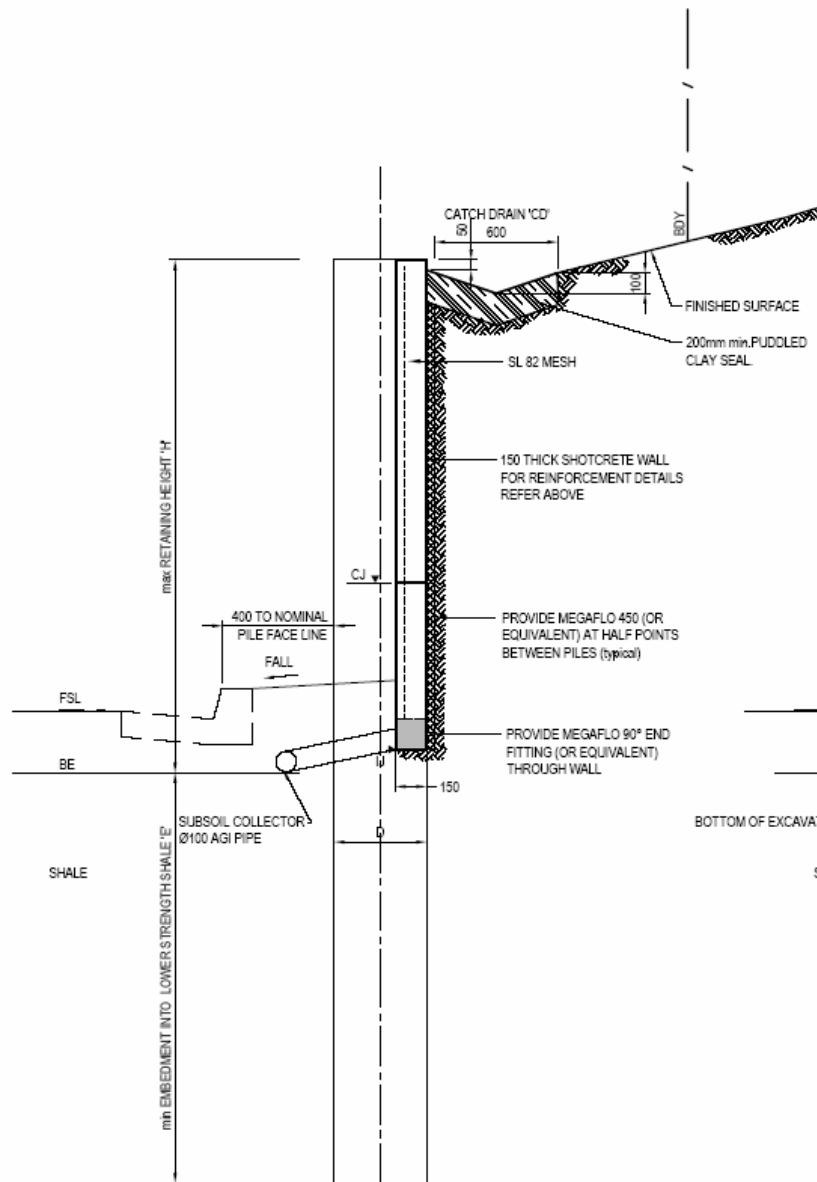 CATCH DRAIN 'CD'
50
600
BDY
100
FINISHED SURFACE
200mm min.PUDDLED
CLAY SEAL.
SL 82 MESH
150 THICK SHOTCRETE WALL
FOR REINFORCEMENT DETAILS
REFER ABOVE
max RETAINING HEIGHT 'H'
CJ
400 TO NOMINAL
PILE FACE LINE
FALL
PROVIDE MEGAFLO 450 (OR
EQUIVALENT) AT HALF POINTS
BETWEEN PILES (typical)
FSL
PROVIDE MEGAFLO 90° END
FITTING (OR EQUIVALENT)
THROUGH WALL
BE
150
SUBSOIL COLLECTOR
Ø100 AGI PIPE
D
BOTTOM OF EXCAVAT
SHALE
S
min EMBEDMENT INTO LOWER STRENGTH SHALE 'E'